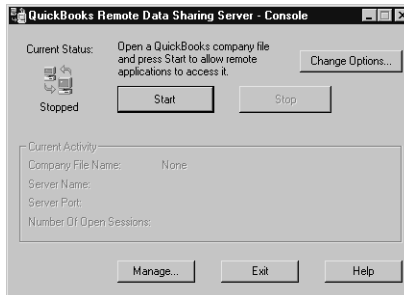 QuickBooks Remote Data Sharing Server - Console
Current Status:
Stopped
Open a QuickBooks company file
and press Start to allow remote
applications to access it.
Change Options...
Start
Stop
Current Activity
Company File Name: None
Server Name:
Server Port:
Number Of Open Sessions:
Manage...
Exit
Help